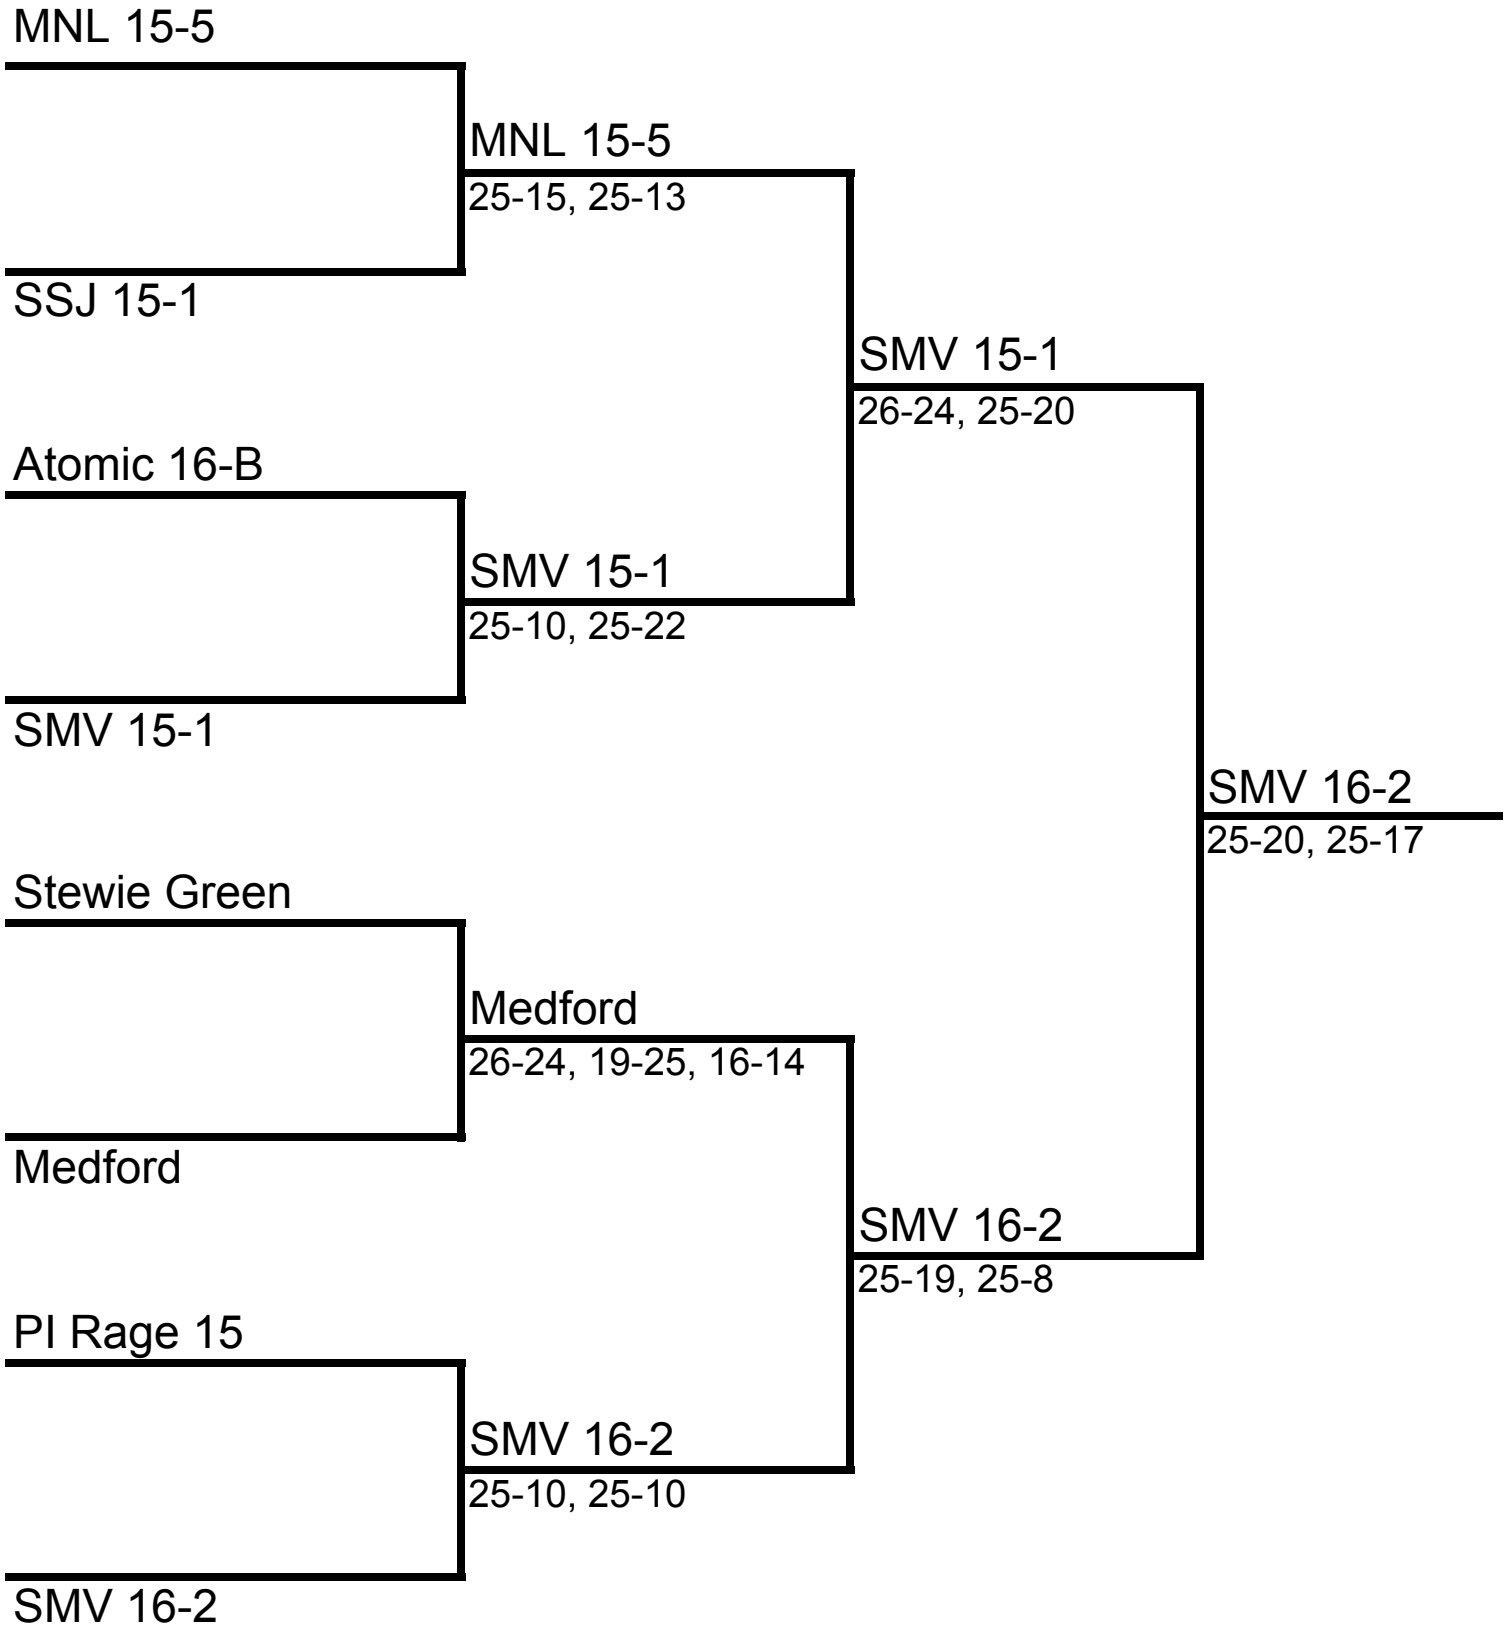 MNL 15-5
MNL 15-5
25-15, 25-13
SSJ 15-1
SMV 15-1
26-24, 25-20
Atomic 16-B
SMV 15-1
25-10, 25-22
SMV 15-1
SMV 16-2
25-20, 25-17
Stewie Green
Medford
26-24, 19-25, 16-14
Medford
SMV 16-2
25-19, 25-8
PI Rage 15
SMV 16-2
25-10, 25-10
SMV 16-2